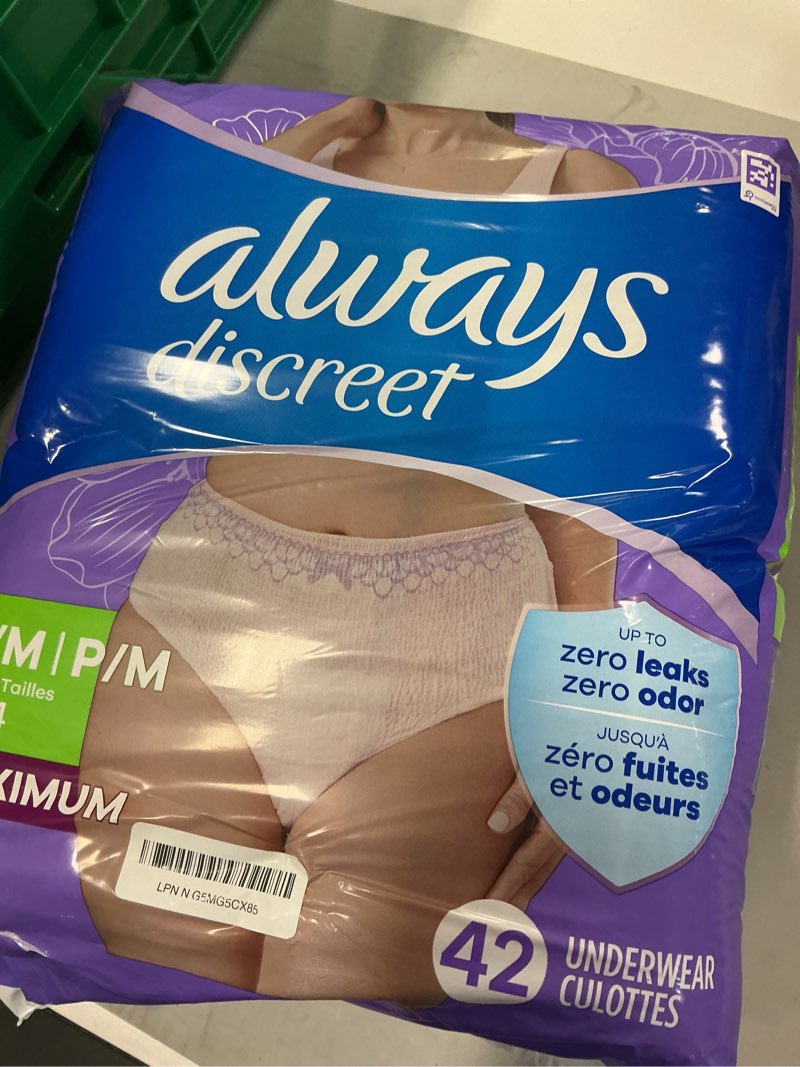 always
discreet
/M | P/M
Tailles
4
XIMUM
UP TO
zero leaks
zero odor
JUSQU'À
zéro fuites
et odeurs
LPN N G5MG5CX85
42
UNDERWEAR
CULOTTES